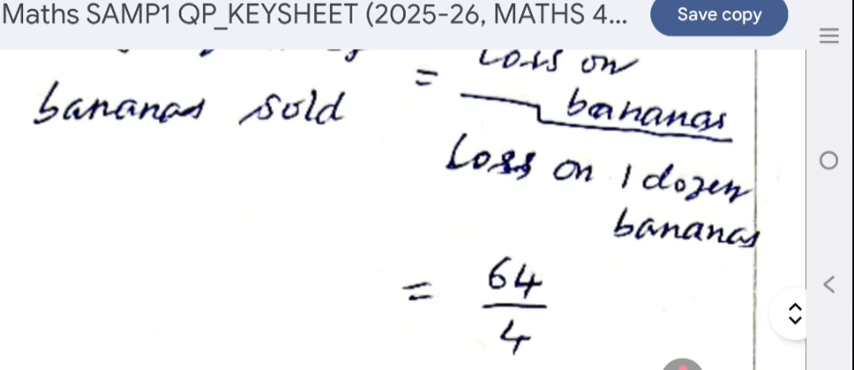 Maths SAMP1 QP_KEYSHEET (2025-26, MATHS 4...
Save copy
bananas sold = Loss on
bananas
Loss on 1 dozen
bananas
= 64
4